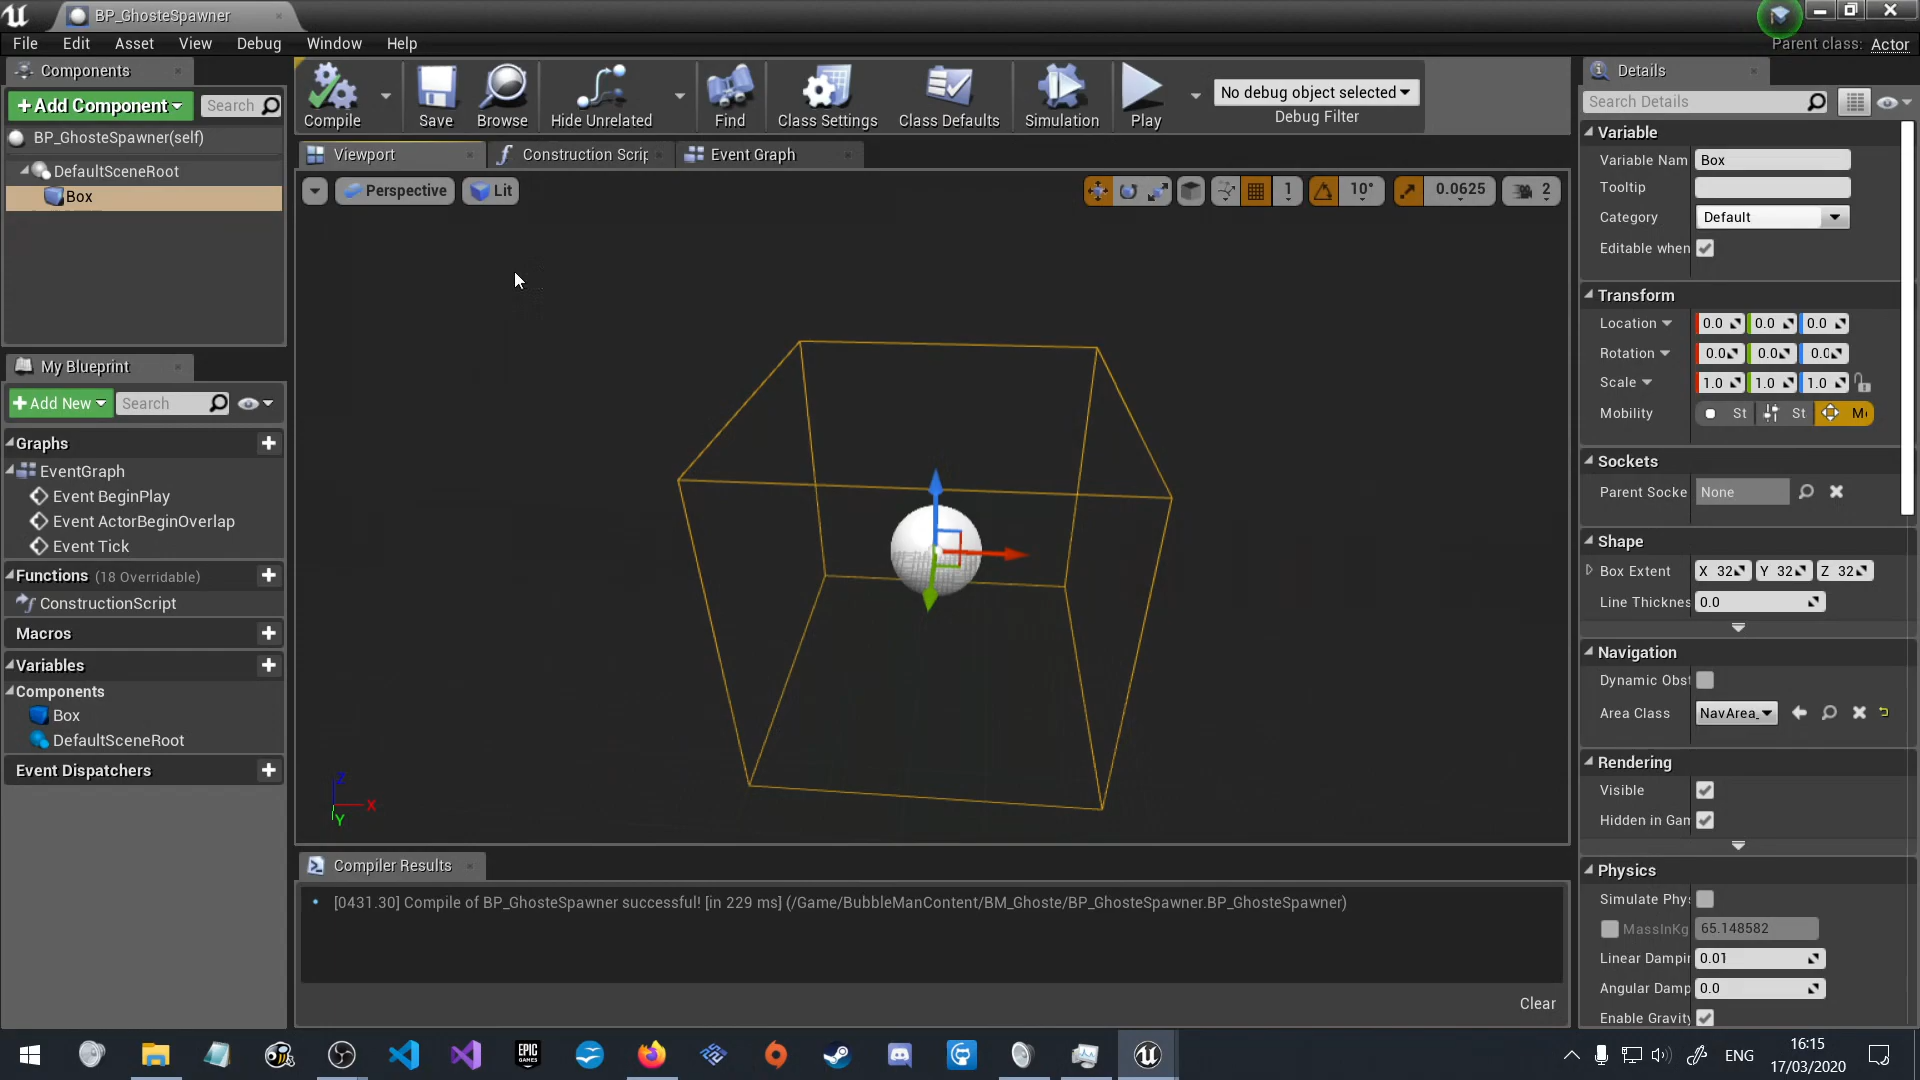 BP_GhosteSpawner
File Edit Asset View Debug Window Help
Parent class: Actor
Components
+Add Component
Search
BP_GhosteSpawner(self)
DefaultSceneRoot
Box
My Blueprint
+Add New
Search
Graphs
EventGraph
Event BeginPlay
Event ActorBeginOverlap
Event Tick
Functions (18 Overridable)
ConstructionScript
Macros
Variables
Components
Box
DefaultSceneRoot
Event Dispatchers
Compile
Save
Browse
Hide Unrelated
Find
Class Settings
Class Defaults
Simulation
Play
No debug object selected
Debug Filter
Viewport
Construction Scrip
Event Graph
Perspective
Lit
1
10°
0.0625
2
Z
X
Y
Compiler Results
[0431.30] Compile of BP_GhosteSpawner successful! [in 229 ms] (/Game/BubbleManContent/BM_Ghoste/BP_GhosteSpawner.BP_GhosteSpawner)
Clear
Details
Search Details
Variable
Variable Nam Box
Tooltip
Category Default
Editable when
Transform
Location 0.0 0.0 0.0
Rotation 0.0 0.0 0.0
Scale 1.0 1.0 1.0
Mobility St St M
Sockets
Parent Socke None
Shape
Box Extent X 32 Y 32 Z 32
Line Thicknes 0.0
Navigation
Dynamic Obs
Area Class NavArea_
Rendering
Visible
Hidden in Gam
Physics
Simulate Phys
MassInKg 65.148582
Linear Dampin 0.01
Angular Damp 0.0
Enable Gravity
EPIC GAMES
ENG
16:15
17/03/2020